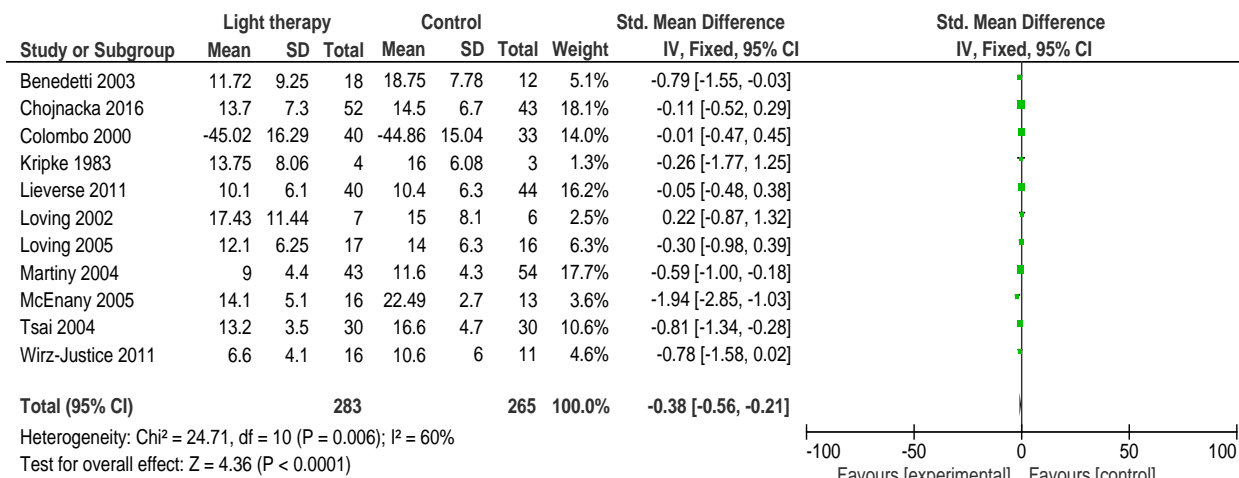 Light therapy Control Std. Mean Difference Std. Mean Difference
Study or Subgroup Mean SD Total Mean SD Total Weight IV, Fixed, 95% CI IV, Fixed, 95% CI
Benedetti 2003 11.72 9.25 18 18.75 7.78 12 5.1% -0.79 [-1.55, -0.03]
Chojnacka 2016 13.7 7.3 52 14.5 6.7 43 18.1% -0.11 [-0.52, 0.29]
Colombo 2000 -45.02 16.29 40 -44.86 15.04 33 14.0% -0.01 [-0.47, 0.45]
Kripke 1983 13.75 8.06 4 16 6.08 3 1.3% -0.26 [-1.77, 1.25]
Lieverse 2011 10.1 6.1 40 10.4 6.3 44 16.2% -0.05 [-0.48, 0.38]
Loving 2002 17.43 11.44 7 15 8.1 6 2.5% 0.22 [-0.87, 1.32]
Loving 2005 12.1 6.25 17 14 6.3 16 6.3% -0.30 [-0.98, 0.39]
Martiny 2004 9 4.4 43 11.6 4.3 54 17.7% -0.59 [-1.00, -0.18]
McEnany 2005 14.1 5.1 16 22.49 2.7 13 3.6% -1.94 [-2.85, -1.03]
Tsai 2004 13.2 3.5 30 16.6 4.7 30 10.6% -0.81 [-1.34, -0.28]
Wirz-Justice 2011 6.6 4.1 16 10.6 6 11 4.6% -0.78 [-1.58, 0.02]
Total (95% CI) 283 265 100.0% -0.38 [-0.56, -0.21]
Heterogeneity: Chi² = 24.71, df = 10 (P = 0.006); I² = 60%
Test for overall effect: Z = 4.36 (P < 0.0001)
-100 -50 0 50 100
Favours [experimental] Favours [control]